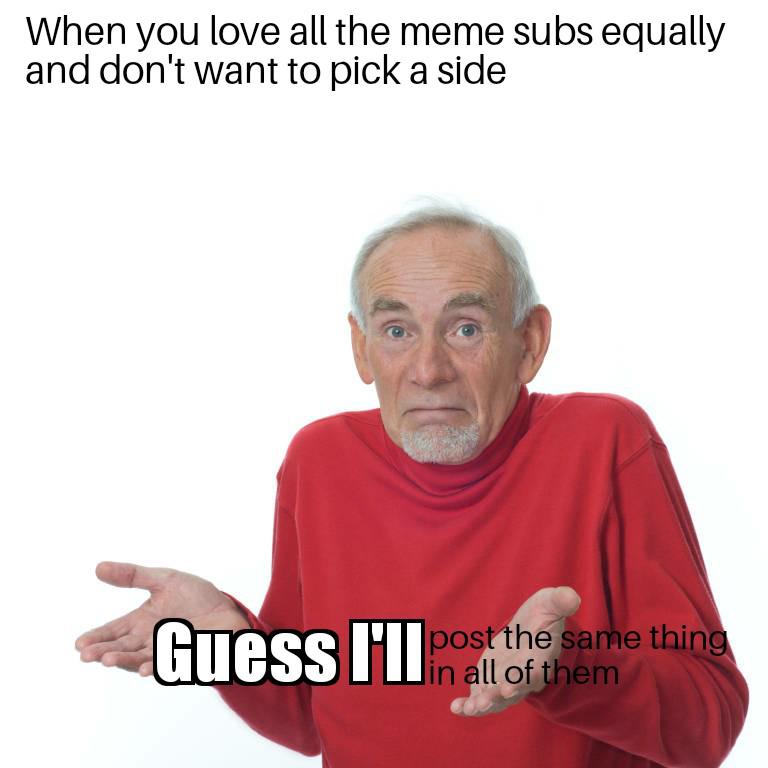 When you love all the meme subs equally
and don't want to pick a side
Guess I'll post the same thing
in all of them